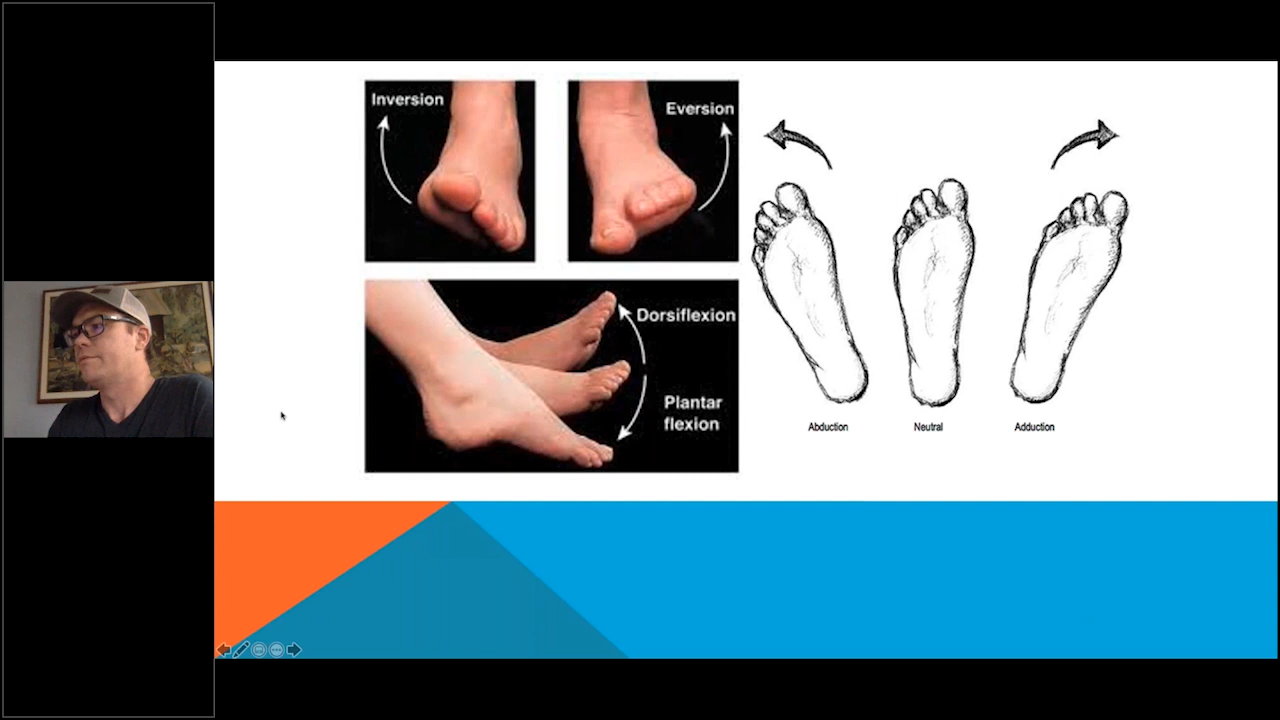 Inversion
Eversion
Dorsiflexion
Plantar
flexion
Abduction
Neutral
Adduction